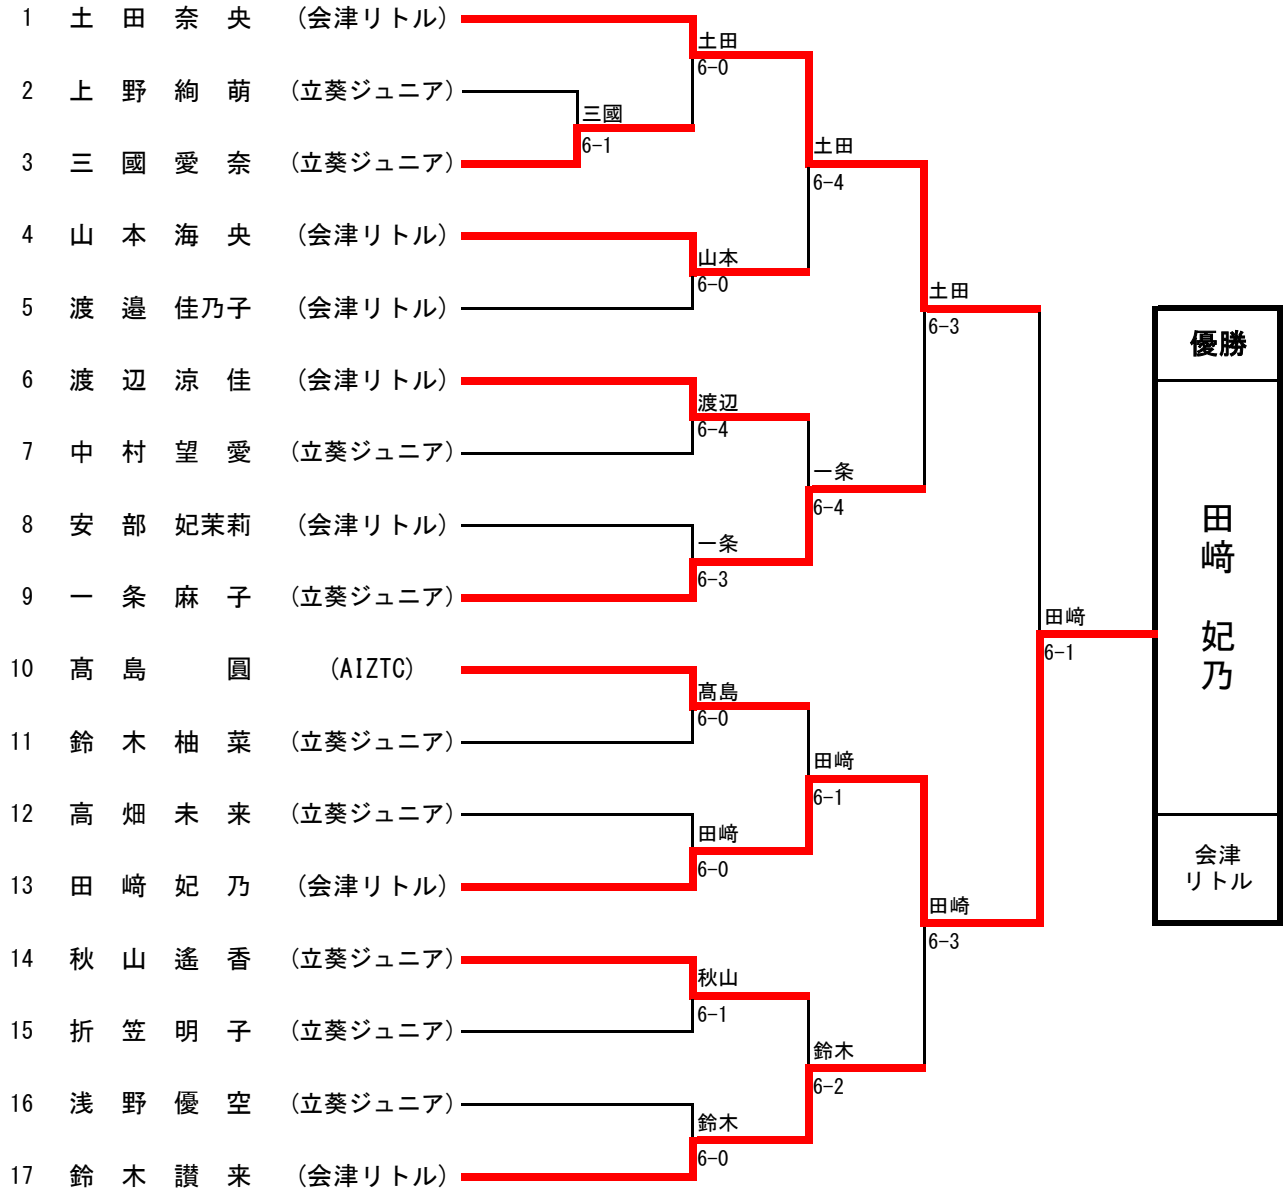 1 土田奈央 (会津リトル)
土田
6-0
2 上野絢萌 (立葵ジュニア)
三國
6-1
3 三國愛奈 (立葵ジュニア)
土田
6-4
4 山本海央 (会津リトル)
山本
6-0
5 渡邉佳乃子 (会津リトル)
土田
6-3
6 渡辺涼佳 (会津リトル)
渡辺
6-4
7 中村望愛 (立葵ジュニア)
一条
6-4
8 安部妃茉莉 (会津リトル)
一条
6-3
9 一条麻子 (立葵ジュニア)
田﨑
6-1
10 髙島 圓 (AIZTC)
髙島
6-0
11 鈴木柚菜 (立葵ジュニア)
田﨑
6-1
12 高畑未来 (立葵ジュニア)
田﨑
6-0
13 田﨑妃乃 (会津リトル)
田崎
6-3
14 秋山遙香 (立葵ジュニア)
秋山
6-1
15 折笠明子 (立葵ジュニア)
鈴木
6-2
16 浅野優空 (立葵ジュニア)
鈴木
6-0
17 鈴木讃来 (会津リトル)
優勝
田﨑 妃乃
会津
リトル